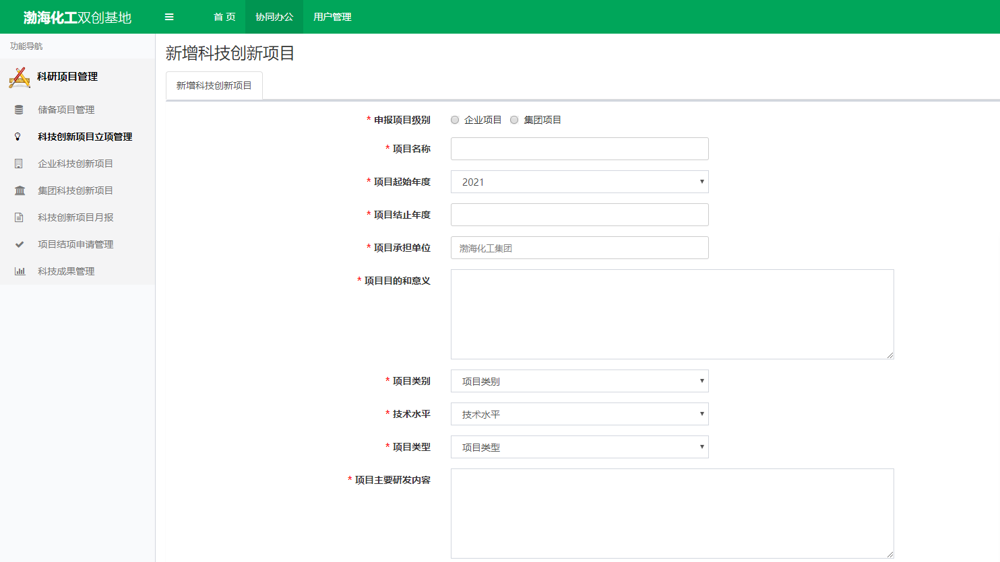 渤海化工双创基地
首 页
协同办公
用户管理
功能导航
科研项目管理
储备项目管理
科技创新项目立项管理
企业科技创新项目
集团科技创新项目
科技创新项目月报
项目结项申请管理
科技成果管理
新增科技创新项目
新增科技创新项目
* 申报项目级别 企业项目 集团项目
* 项目名称
* 项目起始年度 2021
* 项目结止年度
* 项目承担单位 渤海化工集团
* 项目目的和意义
* 项目类别 项目类别
* 技术水平 技术水平
* 项目类型 项目类型
* 项目主要研发内容